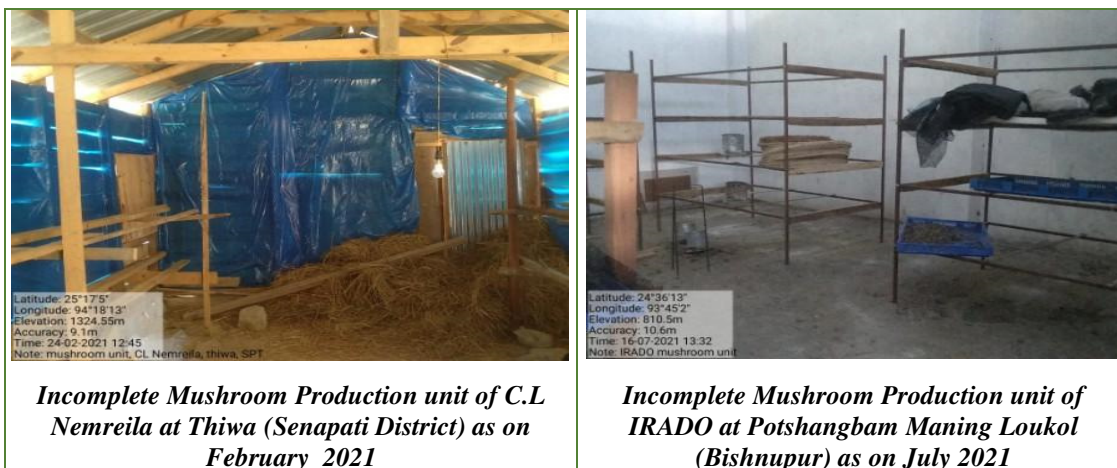 Latitude: 25°17'5"
Longitude: 94°18'13"
Elevation: 1324.55m
Accuracy: 9.1m
Time: 24-02-2021 12:45
Note: mushroom unit, CL Nemreila, thiwa, SPT
Incomplete Mushroom Production unit of C.L
Nemreila at Thiwa (Senapati District) as on
February 2021
Latitude: 24°36'13"
Longitude: 93°45'2"
Elevation: 810.5m
Accuracy: 10.6m
Time: 16-07-2021 13:32
Note: IRADO mushroom unit
Incomplete Mushroom Production unit of
IRADO at Potshangbam Maning Loukol
(Bishnupur) as on July 2021